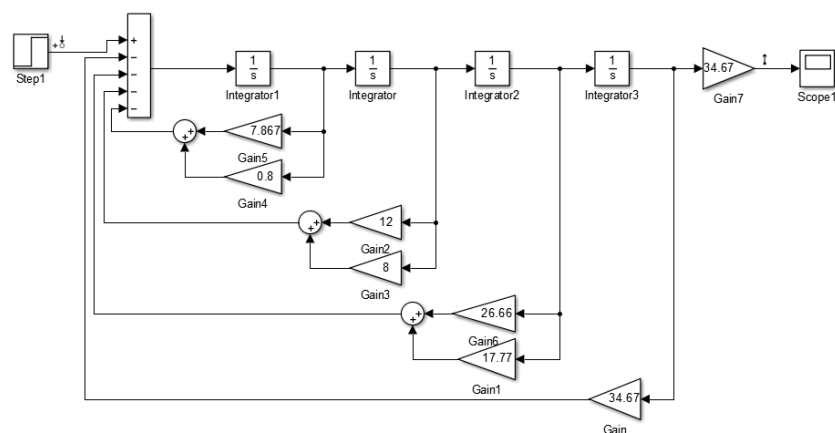 +
−
−
−
−
Step1
1
s
Integrator1
1
s
Integrator
1
s
Integrator2
1
s
Integrator3
34.67
Gain7
Scope1
+
+
7.867
Gain5
0.8
Gain4
+
+
12
Gain2
8
Gain3
+
+
26.66
Gain6
17.77
Gain1
34.67
Gain